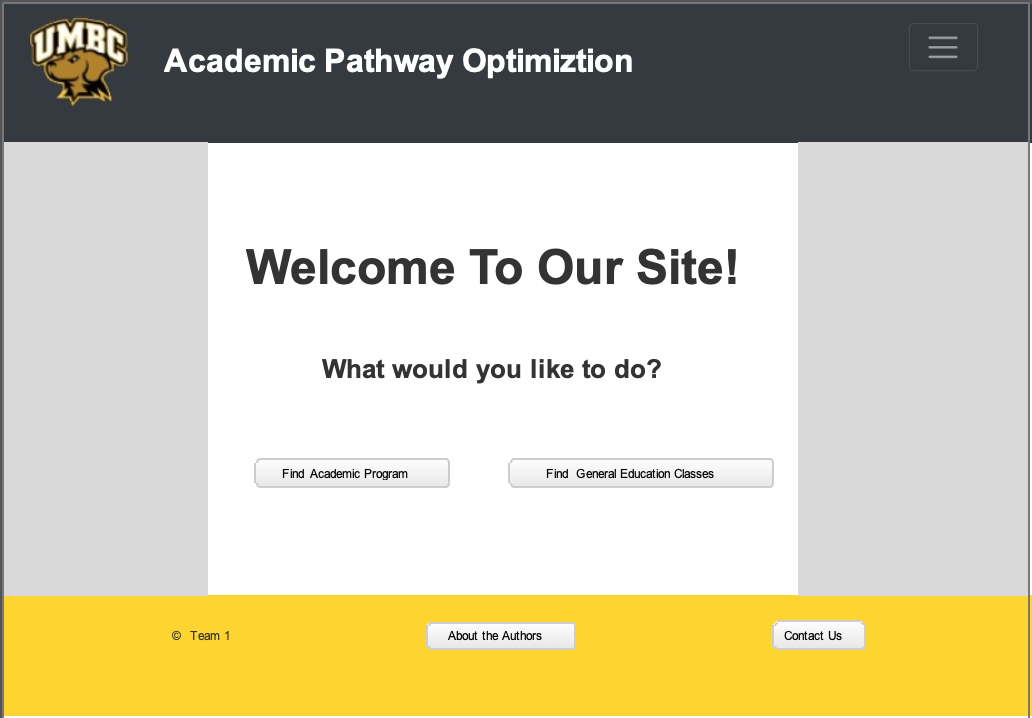 UMBC
Academic Pathway Optimiztion
Welcome To Our Site!
What would you like to do?
Find Academic Program
Find General Education Classes
© Team 1
About the Authors
Contact Us